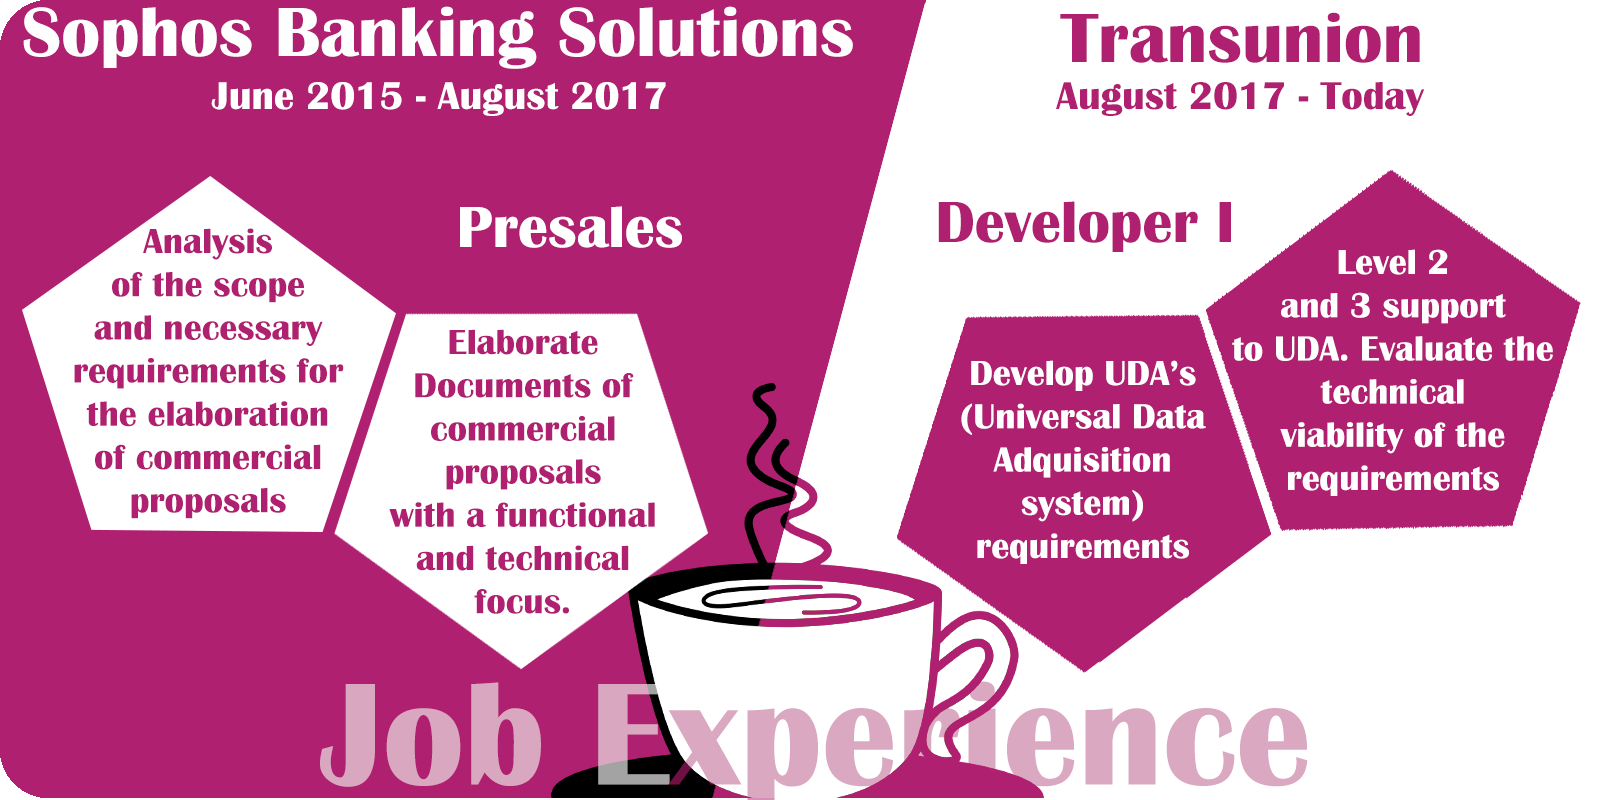 Sophos Banking Solutions
June 2015 - August 2017
Presales
Analysis
of the scope
and necessary
requirements for
the elaboration
of commercial
proposals
Elaborate
Documents of
commercial
proposals
with a functional
and technical
focus.
Transunion
August 2017 - Today
Developer I
Develop UDA's
(Universal Data
Adquisition
system)
requirements
Level 2
and 3 support
to UDA. Evaluate the
technical
viability of the
requirements
Job Experience